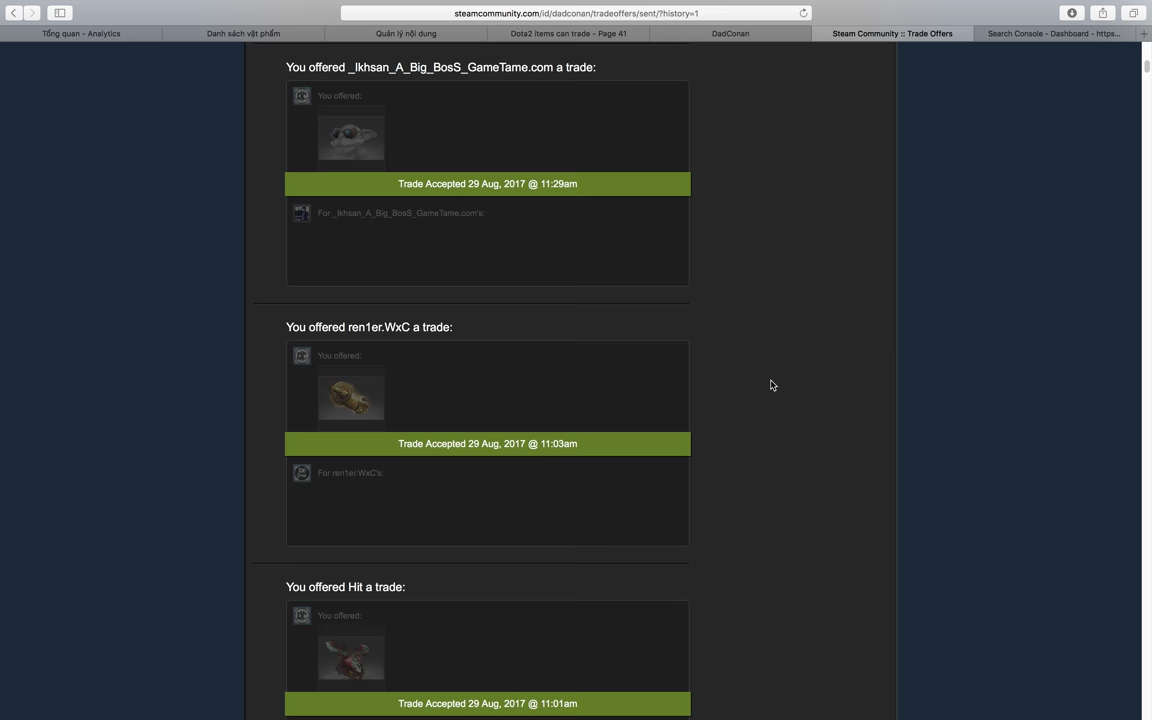 steamcommunity.com/id/dadconan/tradeoffers/sent/?history=1
Tổng quan - Analytics
Danh sách vật phẩm
Quản lý nội dung
Dota2 items can trade - Page 41
DadConan
Steam Community :: Trade Offers
Search Console - Dashboard - https...
You offered _Ikhsan_A_Big_BosS_GameTame.com a trade:
You offered:
Trade Accepted 29 Aug, 2017 @ 11:29am
For _Ikhsan_A_Big_BosS_GameTame.com's:
You offered ren1er.WxC a trade:
You offered:
Trade Accepted 29 Aug, 2017 @ 11:03am
For ren1er.WxC's:
You offered Hit a trade:
You offered:
Trade Accepted 29 Aug, 2017 @ 11:01am